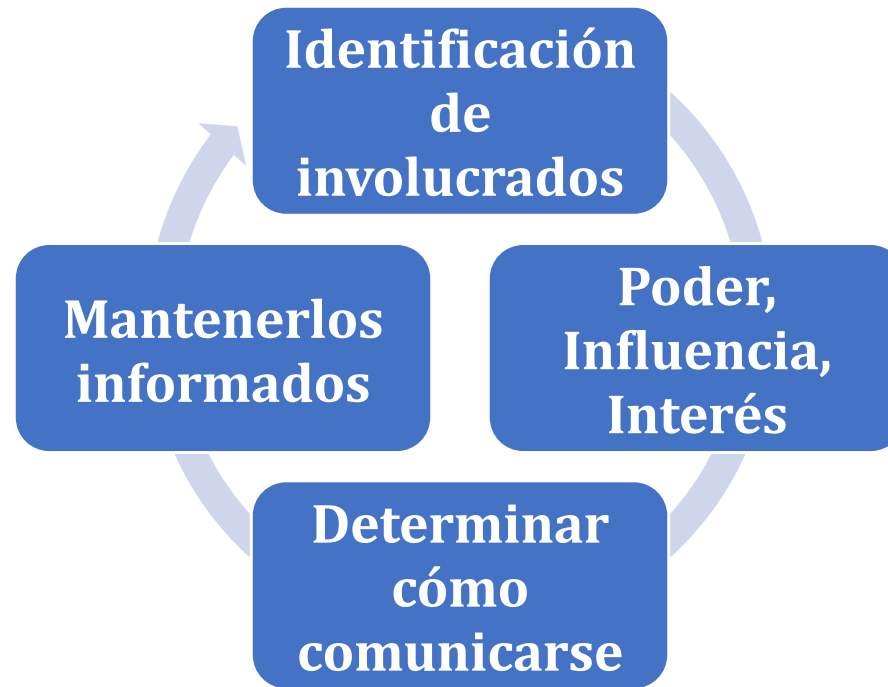 Identificación
de
involucrados
Poder,
Influencia,
Interés
Determinar
cómo
comunicarse
Mantenerlos
informados